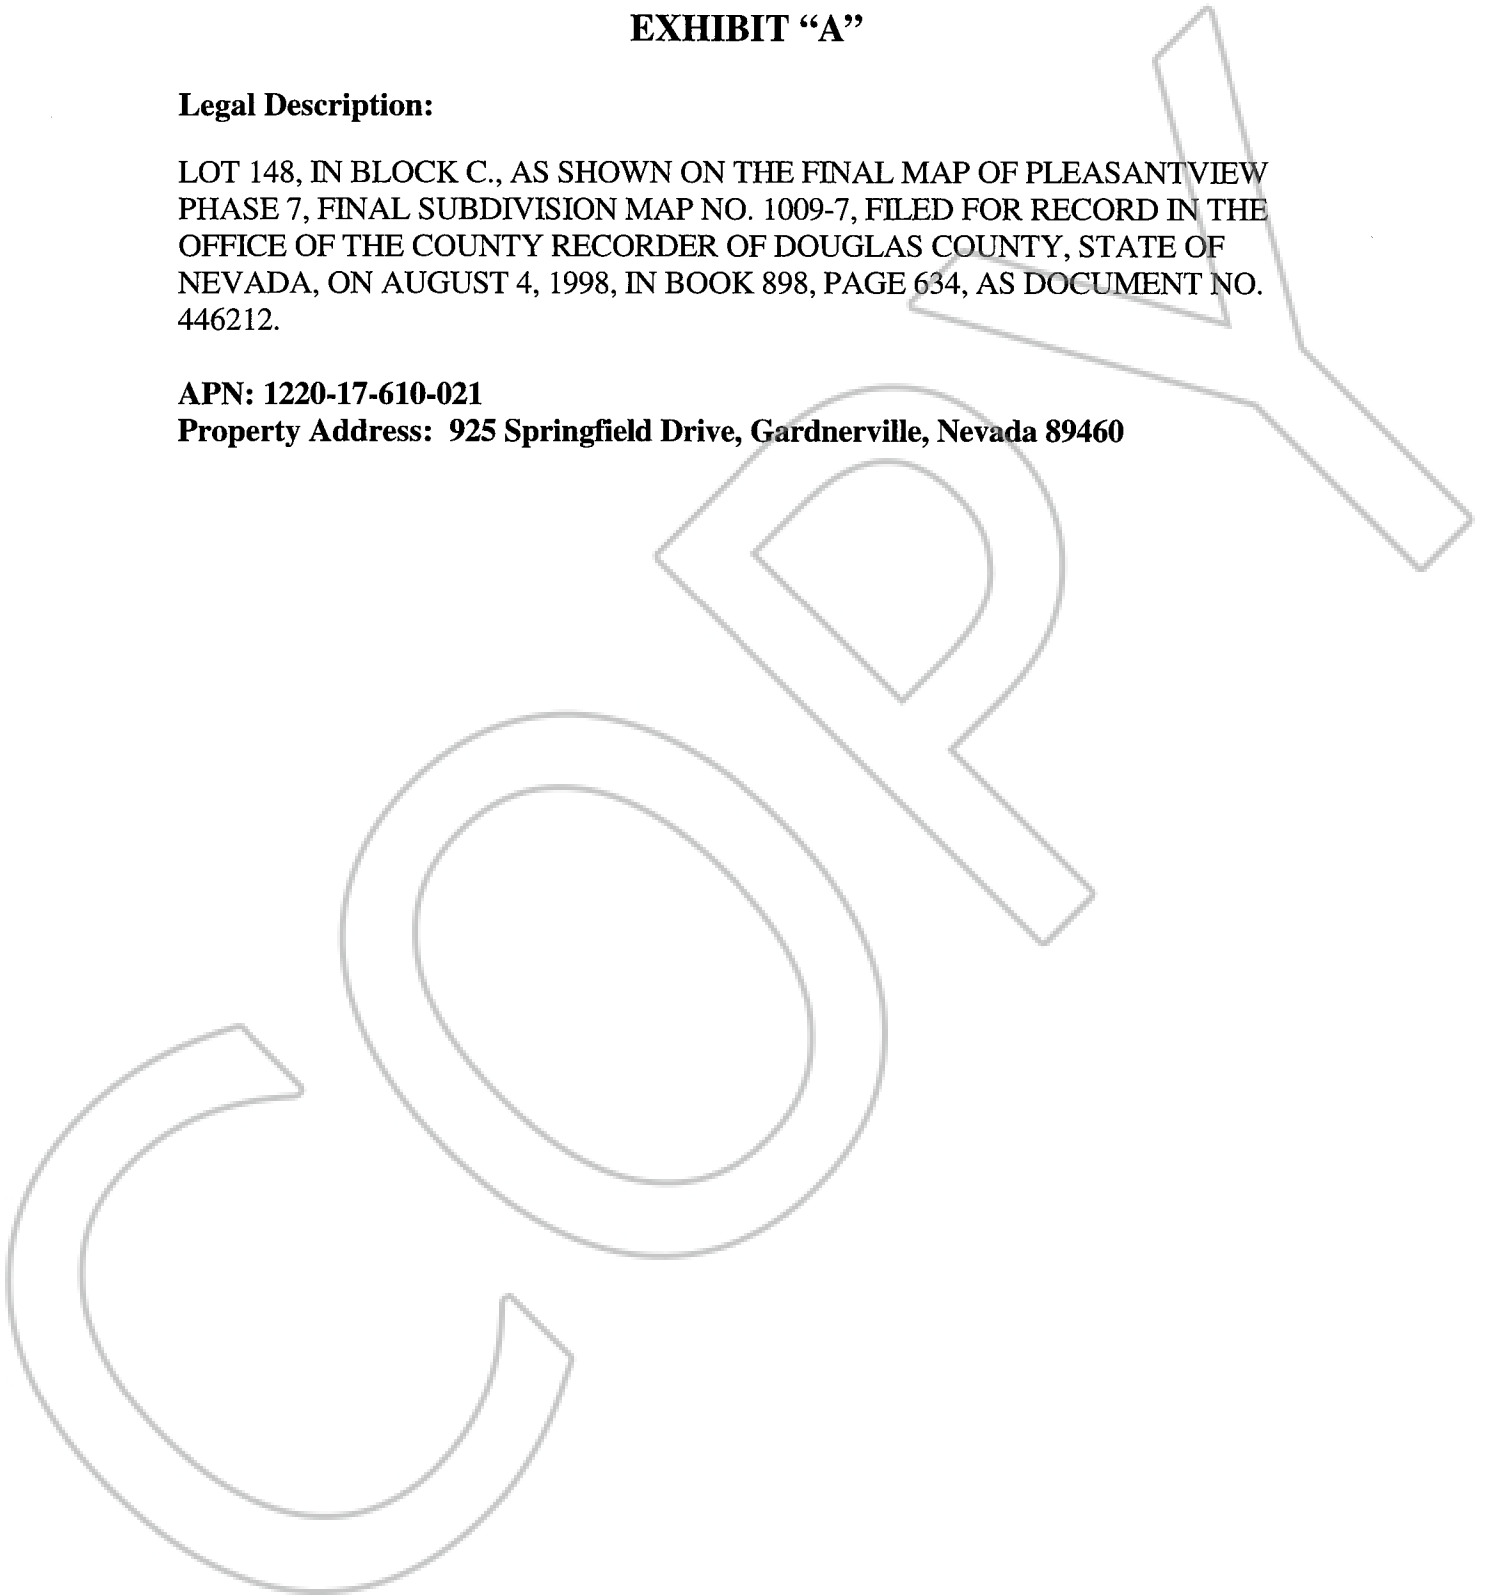 EXHIBIT “A”
Legal Description:
LOT 148, IN BLOCK C., AS SHOWN ON THE FINAL MAP OF PLEASANTVIEW
PHASE 7, FINAL SUBDIVISION MAP NO. 1009-7, FILED FOR RECORD IN THE
OFFICE OF THE COUNTY RECORDER OF DOUGLAS COUNTY, STATE OF
NEVADA, ON AUGUST 4, 1998, IN BOOK 898, PAGE 634, AS DOCUMENT NO.
446212.
APN: 1220-17-610-021
Property Address: 925 Springfield Drive, Gardnerville, Nevada 89460
COPY